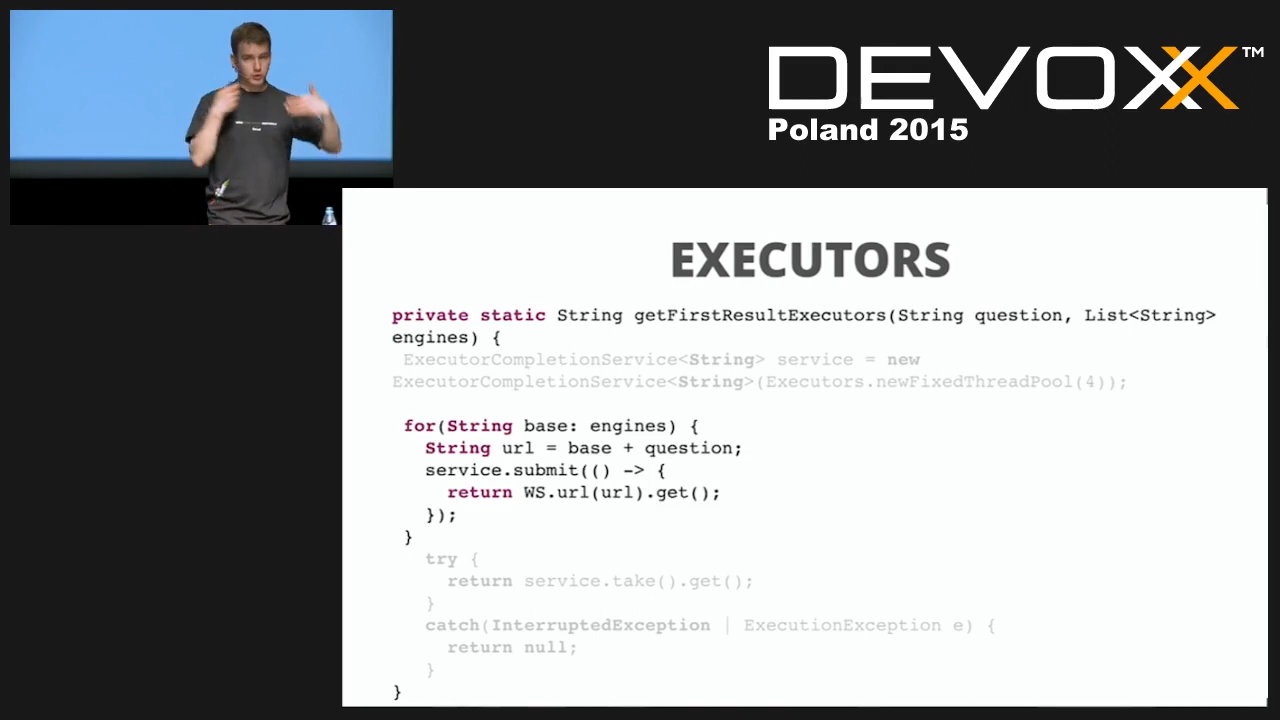 DEVOXX™
Poland 2015
EXECUTORS
private static String getFirstResultExecutors(String question, List<String>
engines) {
ExecutorCompletionService<String> service = new
ExecutorCompletionService<String>(Executors.newFixedThreadPool(4));
for(String base: engines) {
String url = base + question;
service.submit(() -> {
return WS.url(url).get();
});
}
try {
return service.take().get();
}
catch(InterruptedException | ExecutionException e) {
return null;
}
}